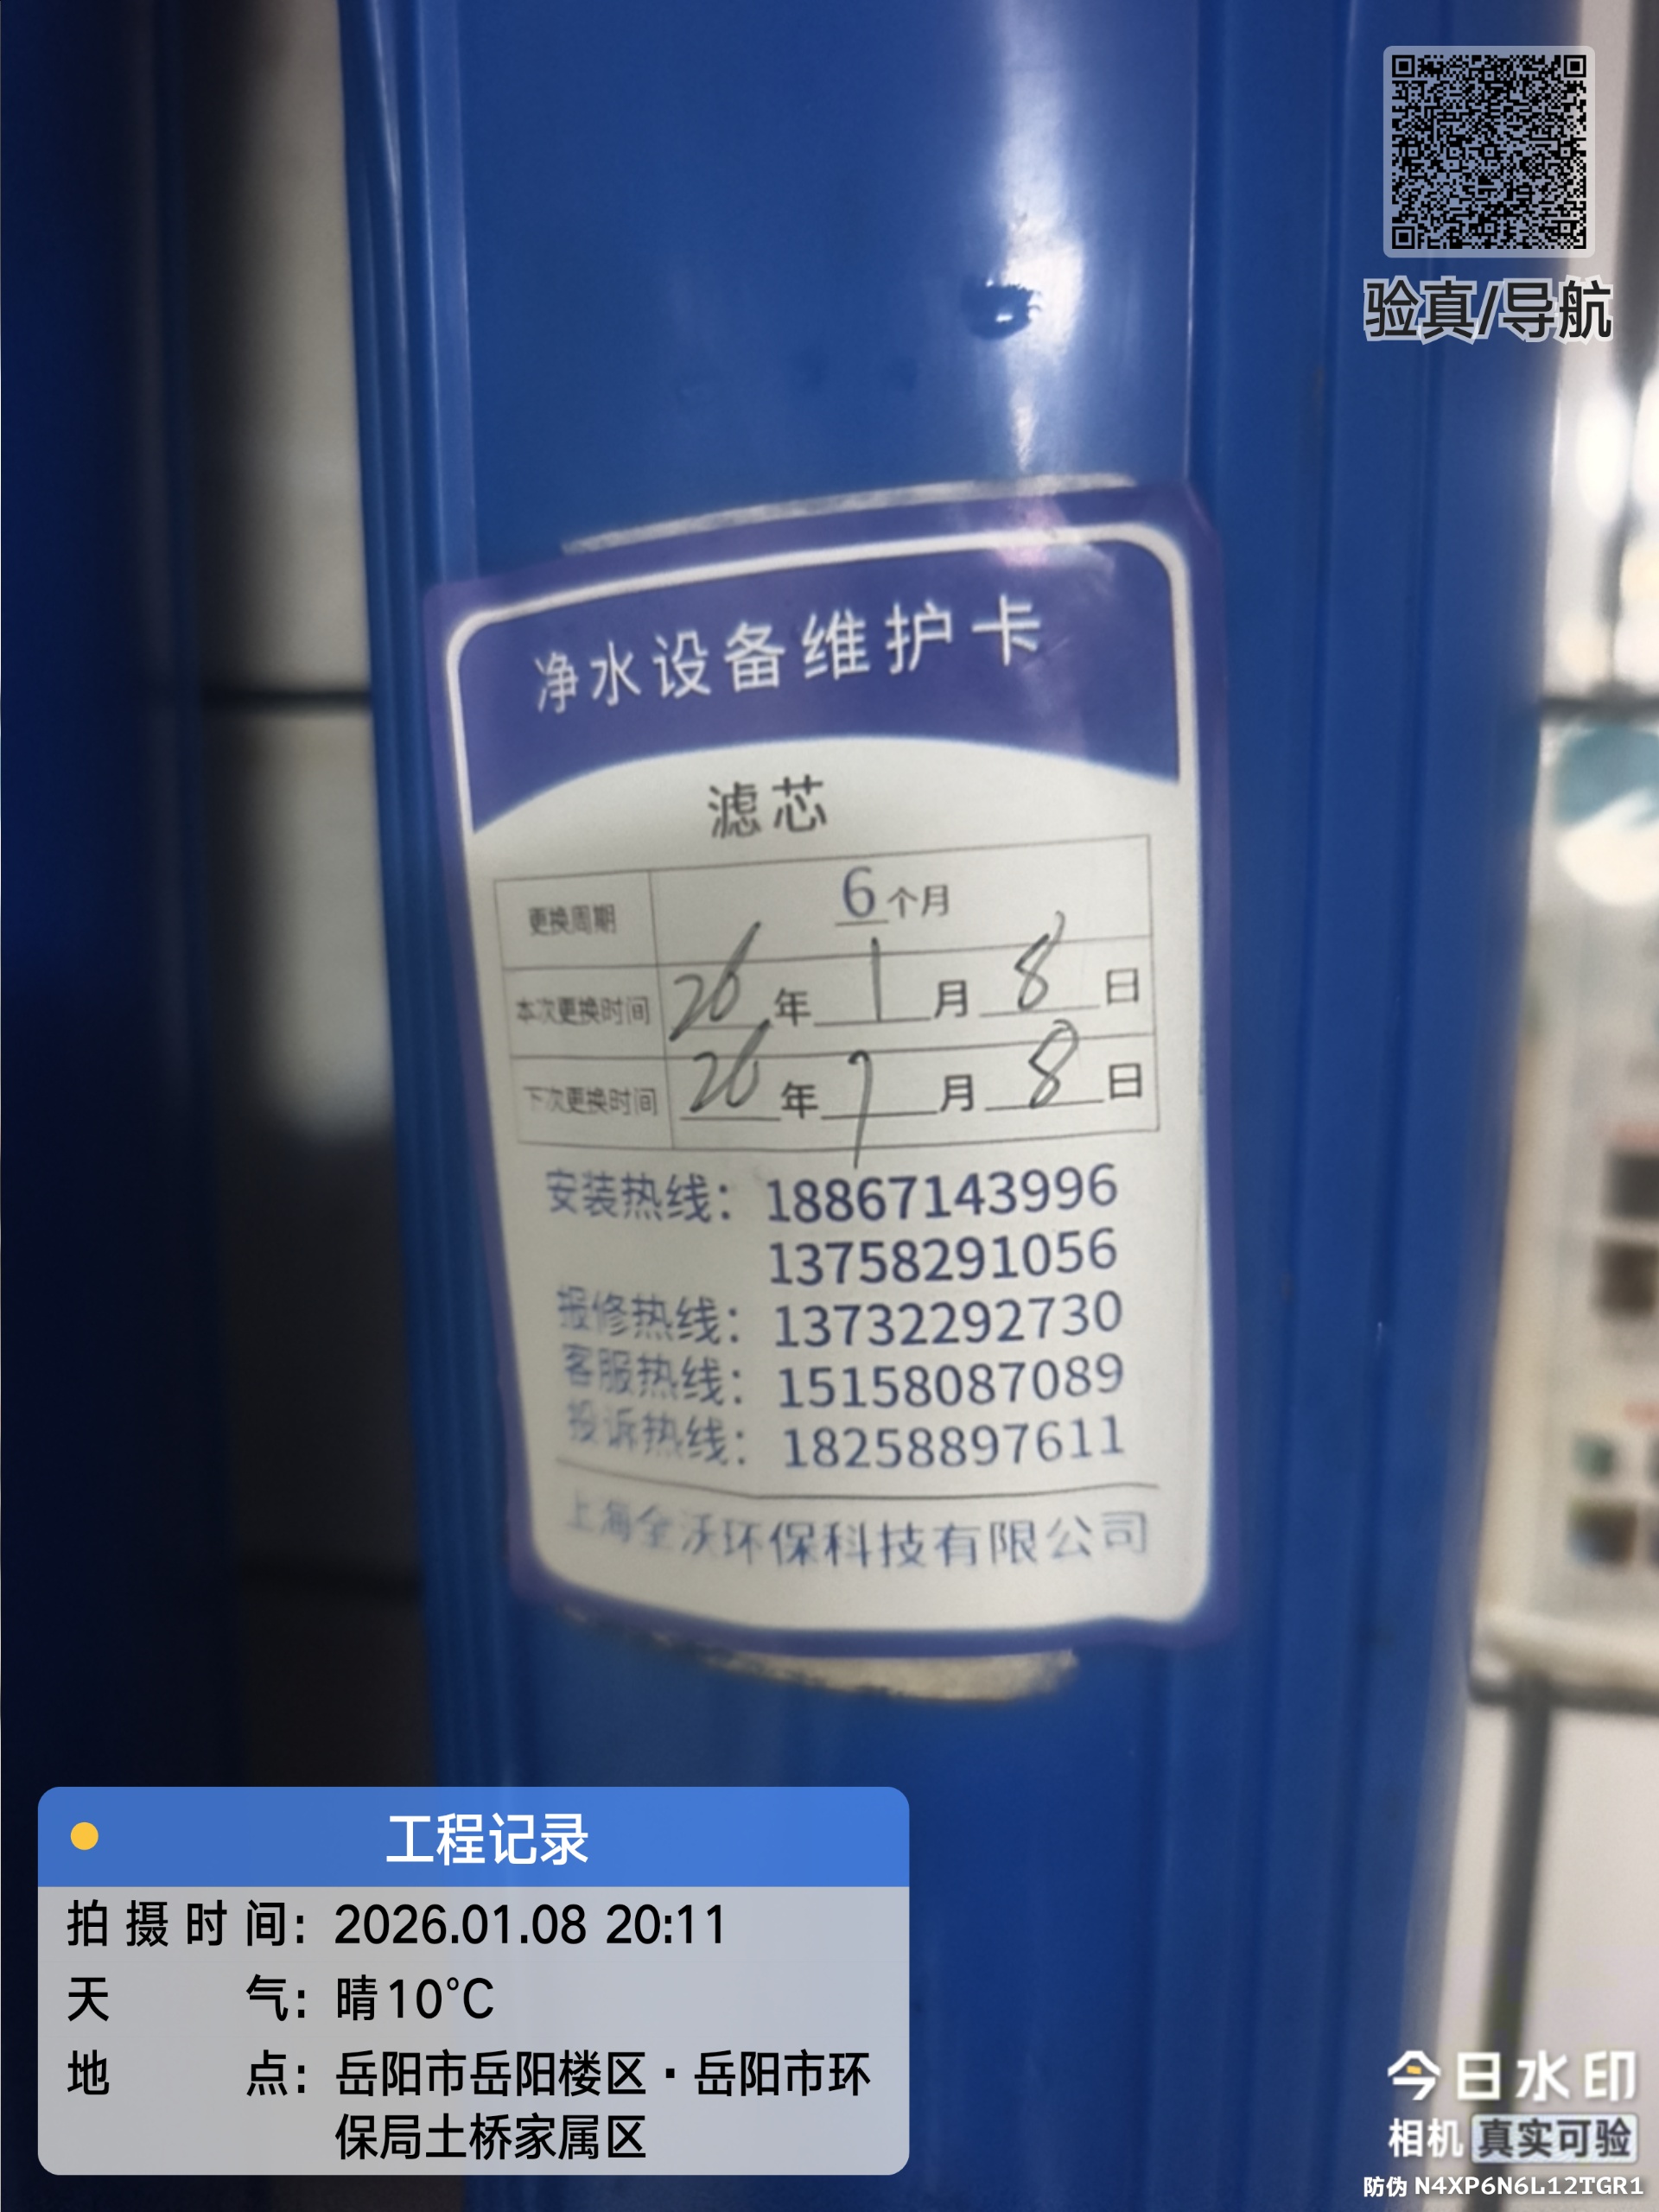 验真/导航
净水设备维护卡
滤芯
更换周期 6个月
本次更换时间 26年1月8日
下次更换时间 26年7月8日
安装热线：18867143996
13758291056
报修热线：13732292730
客服热线：15158087089
投诉热线：18258897611
上海全沃环保科技有限公司
工程记录
拍摄时间：2026.01.08 20:11
天气：晴10℃
地点：岳阳市岳阳楼区·岳阳市环
保局土桥家属区
今日水印
相机 真实可验
防伪 N4XP6N6L12TGR1